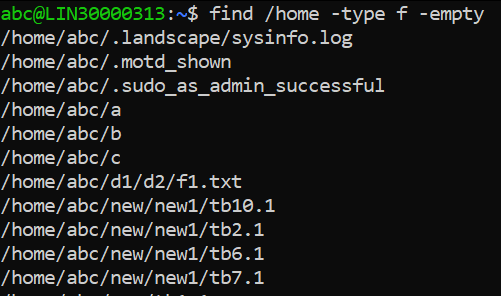 abc@LIN30000313:~$ find /home -type f -empty
/home/abc/.landscape/sysinfo.log
/home/abc/.motd_shown
/home/abc/.sudo_as_admin_successful
/home/abc/a
/home/abc/b
/home/abc/c
/home/abc/d1/d2/f1.txt
/home/abc/new/new1/tb10.1
/home/abc/new/new1/tb2.1
/home/abc/new/new1/tb6.1
/home/abc/new/new1/tb7.1